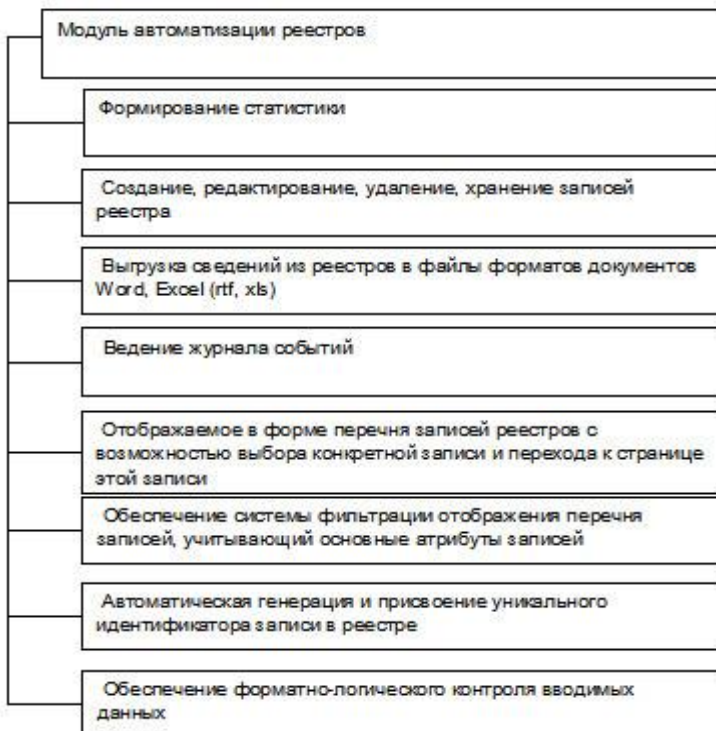 Модуль автоматизации реестров
Формирование статистики
Создание, редактирование, удаление, хранение записей
реестра
Выгрузка сведений из реестров в файлы форматов документов
Word, Excel (rtf, xls)
Ведение журнала событий
Отображаемое в форме перечня записей реестров с
возможностью выбора конкретной записи и перехода к странице
этой записи
Обеспечение системы фильтрации отображения перечня
записей, учитывающий основные атрибуты записей
Автоматическая генерация и присвоение уникального
идентификатора записи в реестре
Обеспечение форматно-логического контроля вводимых
данных